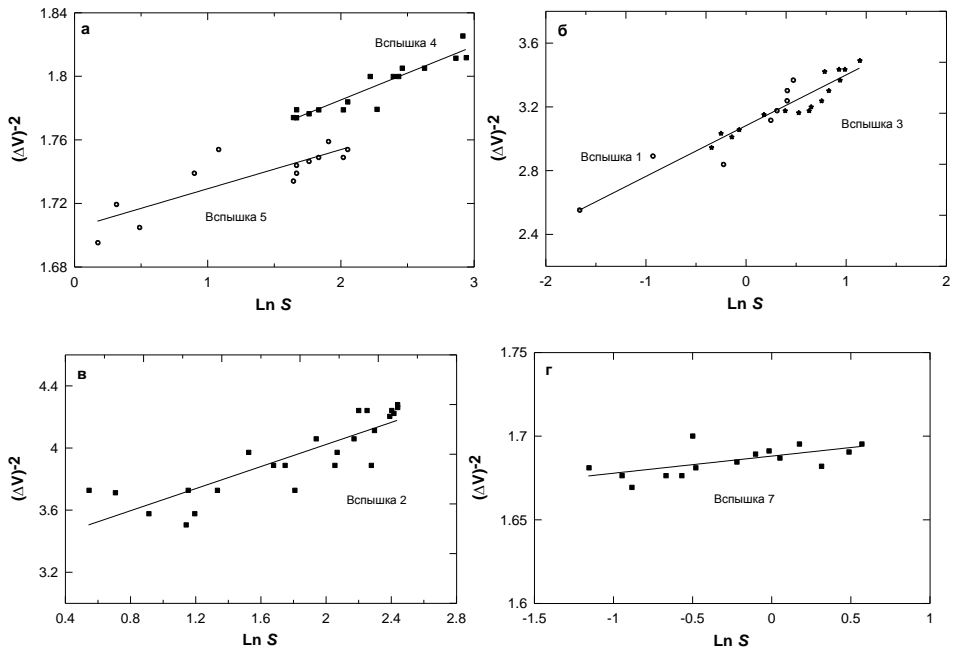 а
1.84
1.8
1.76
1.72
1.68
(ΔV)-2
Вспышка 4
Вспышка 5
0
1
2
3
Ln S
б
3.6
3.2
2.8
2.4
(ΔV)-2
Вспышка 1
Вспышка 3
-2
-1
0
1
2
Ln S
в
4.4
4
3.6
3.2
(ΔV)-2
Вспышка 2
0.4
0.8
1.2
1.6
2
2.4
2.8
Ln S
г
1.75
1.7
1.65
1.6
(ΔV)-2
Вспышка 7
-1.5
-1
-0.5
0
0.5
1
Ln S